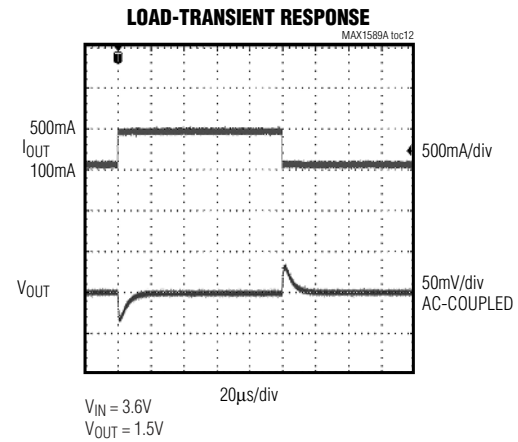 LOAD-TRANSIENT RESPONSE
MAX1589A toc12
T
500mA
IOUT
100mA
500mA/div
VOUT
50mV/div
AC-COUPLED
20µs/div
VIN = 3.6V
VOUT = 1.5V